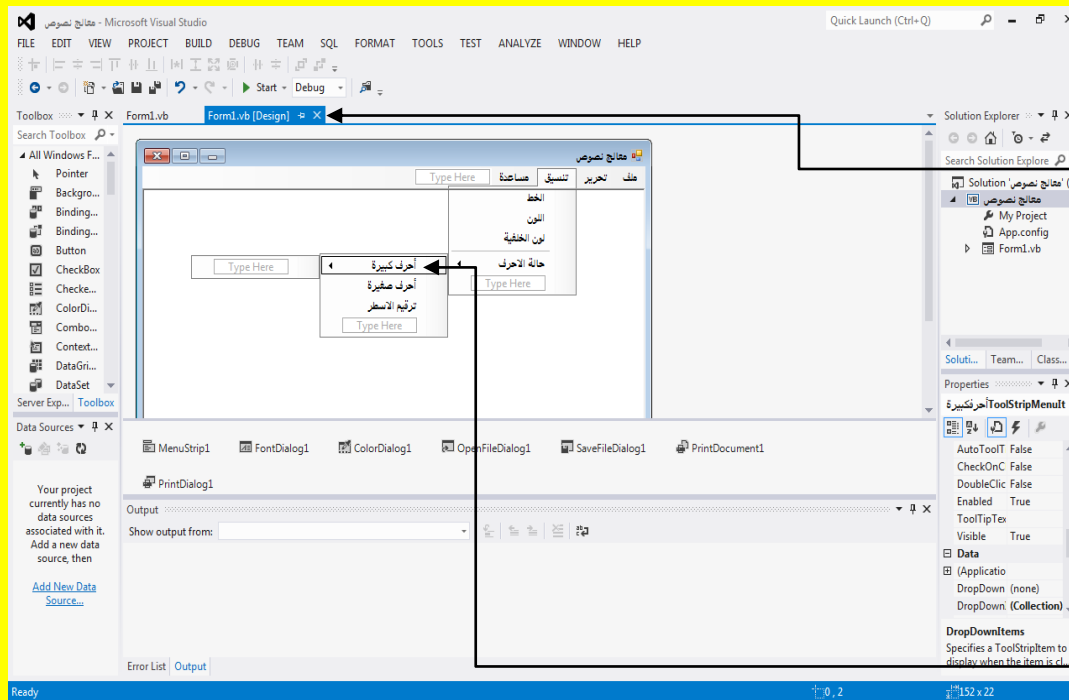 معالج نصوص - Microsoft Visual Studio
Quick Launch (Ctrl+Q)
FILE EDIT VIEW PROJECT BUILD DEBUG TEAM SQL FORMAT TOOLS TEST ANALYZE WINDOW HELP
Start Debug
Toolbox
Search Toolbox
All Windows F...
Pointer
Backgro...
Binding...
Binding...
Button
CheckBox
Checke...
ColorDi...
Combo...
Context...
DataGri...
DataSet
Server Exp... Toolbox
Data Sources
Your project
currently has no
data sources
associated with it.
Add a new data
source, then
Add New Data
Source...
Form1.vb Form1.vb [Design]
معالج نصوص
ملف تحرير تنسيق مساعدة Type Here
الخط
اللون
لون الخلفية
حالة الاحرف
Type Here
أحرف كبيرة
Type Here
أحرف صغيرة
ترقيم الاسطر
Type Here
MenuStrip1 FontDialog1 ColorDialog1 OpenFileDialog1 SaveFileDialog1 PrintDocument1
PrintDialog1
Output
Show output from:
Error List Output
Solution Explorer
Search Solution Explore
Solution 'معالج نصوص' (
معالج نصوص
My Project
App.config
Form1.vb
Soluti... Team... Class...
Properties
أحرفكبيرةToolStripMenuIt
AutoToolT False
CheckOnC False
DoubleClic False
Enabled True
ToolTipTex
Visible True
Data
(Applicatio
DropDown (none)
DropDown (Collection)
DropDownItems
Specifies a ToolStripItem to
display when the item is cl...
Ready 0 , 2 152 x 22